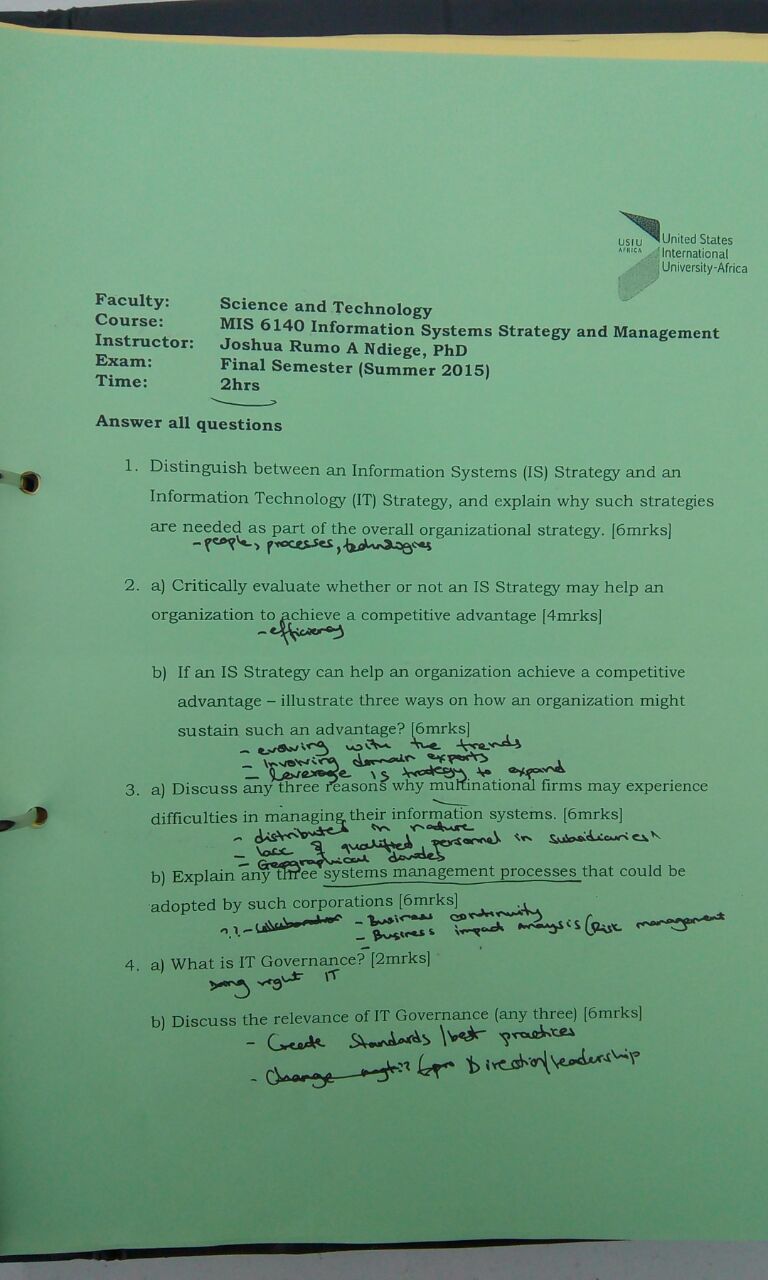 USIU
AFRICA
United States
International
University-Africa
Faculty: Science and Technology
Course: MIS 6140 Information Systems Strategy and Management
Instructor: Joshua Rumo A Ndiege, PhD
Exam: Final Semester (Summer 2015)
Time: 2hrs
Answer all questions
1. Distinguish between an Information Systems (IS) Strategy and an
Information Technology (IT) Strategy, and explain why such strategies
are needed as part of the overall organizational strategy. [6mrks]
- people, processes, technologies
2. a) Critically evaluate whether or not an IS Strategy may help an
organization to achieve a competitive advantage [4mrks]
- efficiency
b) If an IS Strategy can help an organization achieve a competitive
advantage – illustrate three ways on how an organization might
sustain such an advantage? [6mrks]
- evolving with the trends
- Involving domain experts
- leverage IS trategy to expand
3. a) Discuss any three reasons why multinational firms may experience
difficulties in managing their information systems. [6mrks]
- distributed in nature
- lack of qualified personnel in subsidiaries
- Geographical
b) Explain any three systems management processes that could be
adopted by such corporations [6mrks]
?? - Collaboration - Business continuity
- Business impact analysis (Risk management
4. a) What is IT Governance? [2mrks]
right IT
b) Discuss the relevance of IT Governance (any three) [6mrks]
- Create Standards / best practices
- Change Direction/leadership